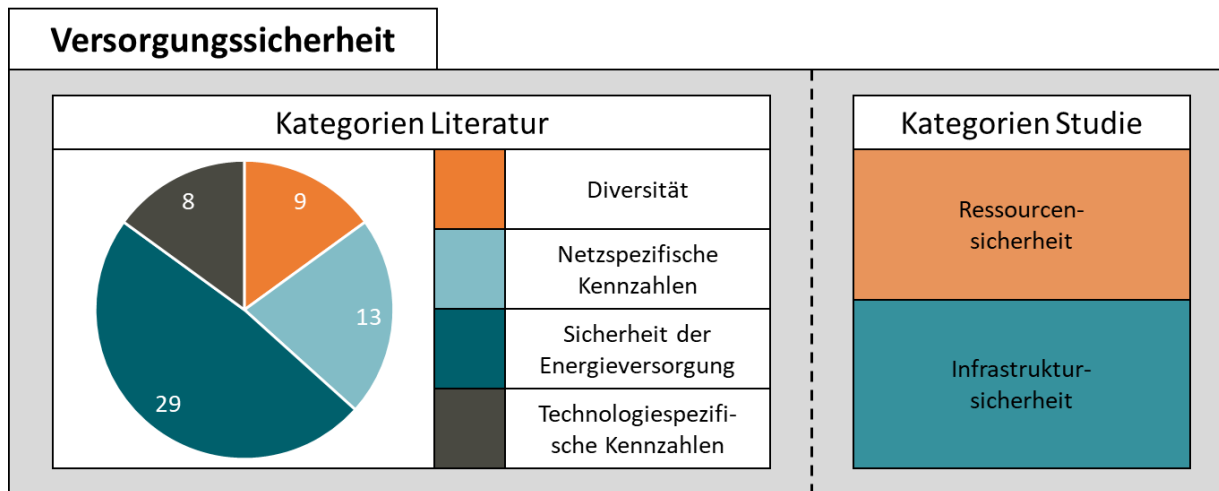 Versorgungssicherheit
Kategorien Literatur
8
9
13
29
Diversität
Netzspezifische
Kennzahlen
Sicherheit der
Energieversorgung
Technologiespezifi-
sche Kennzahlen
Kategorien Studie
Ressourcen-
sicherheit
Infrastruktur-
sicherheit